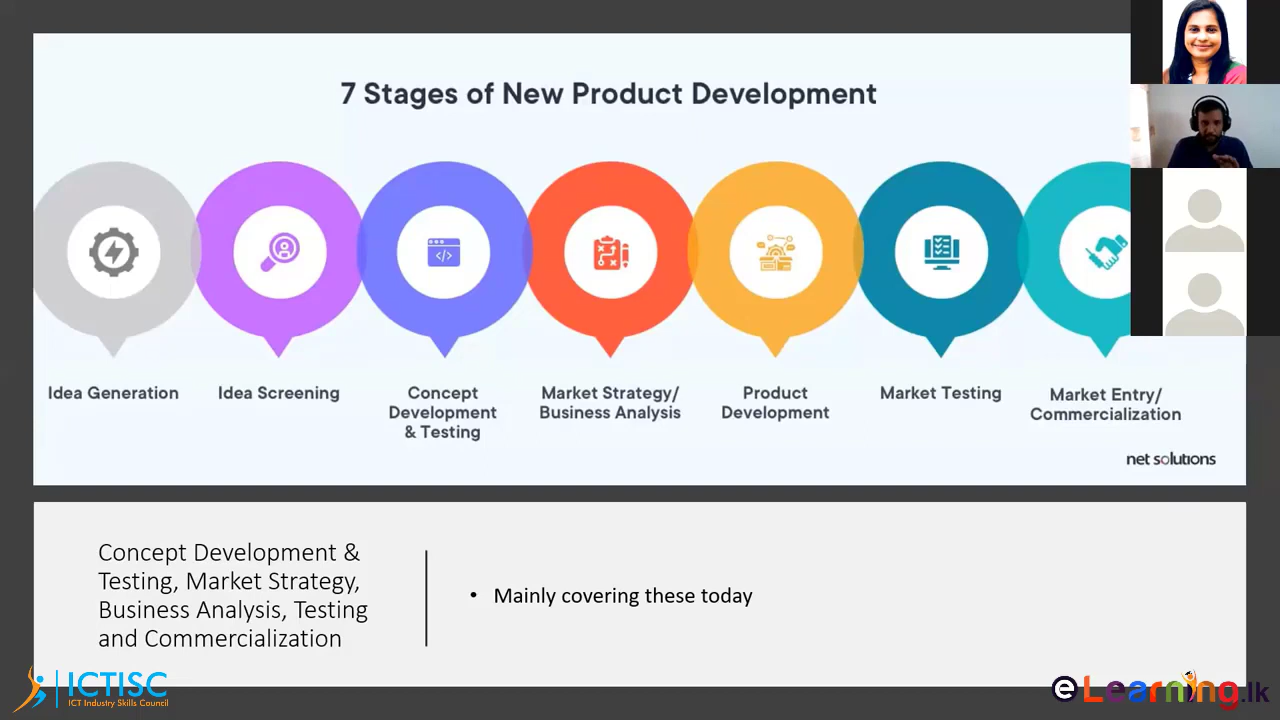 7 Stages of New Product Development
Idea Generation
Idea Screening
Concept
Development
& Testing
Market Strategy/
Business Analysis
Product
Development
Market Testing
Market Entry/
Commercialization
net solutions
Concept Development &
Testing, Market Strategy,
Business Analysis, Testing
and Commercialization
• Mainly covering these today
ICTISC
ICT Industry Skills Council
eLearning.lk